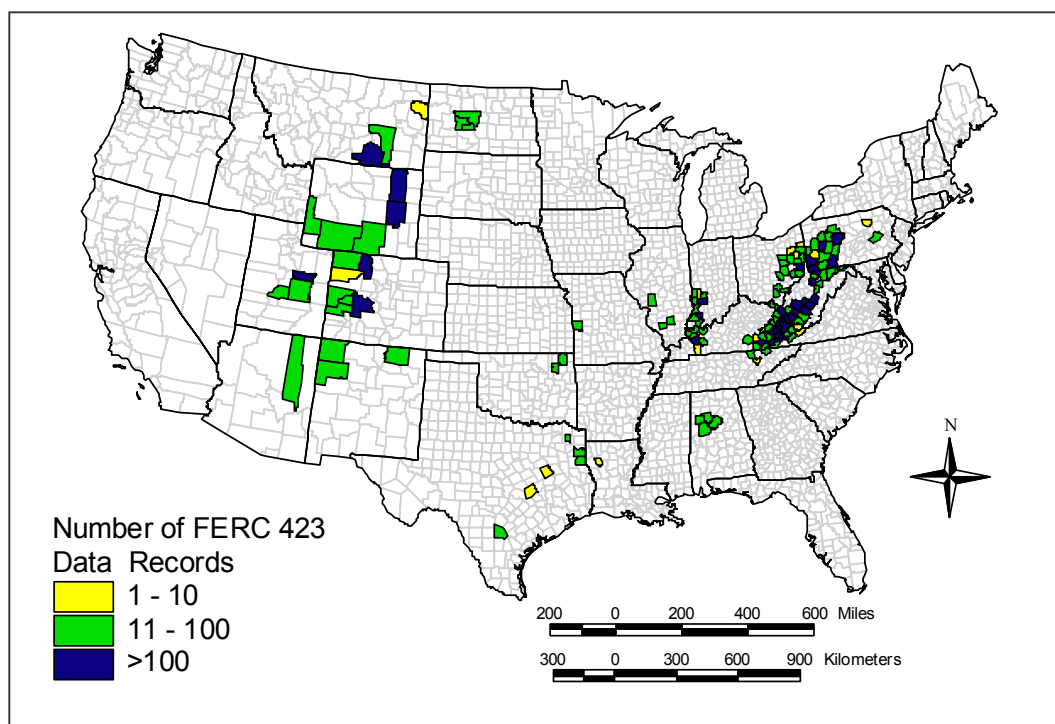 N
Number of FERC 423
Data Records
1 - 10
11 - 100
>100
200 0 200 400 600 Miles
300 0 300 600 900 Kilometers